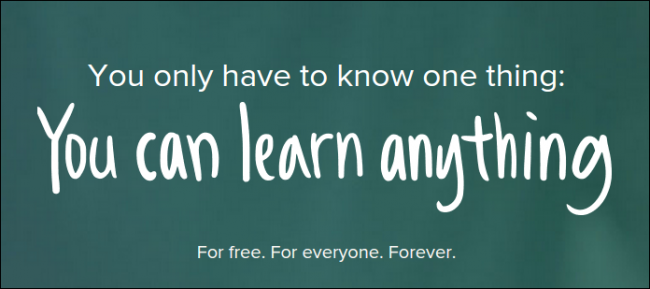 You only have to know one thing:
You can learn anything
For free. For everyone. Forever.